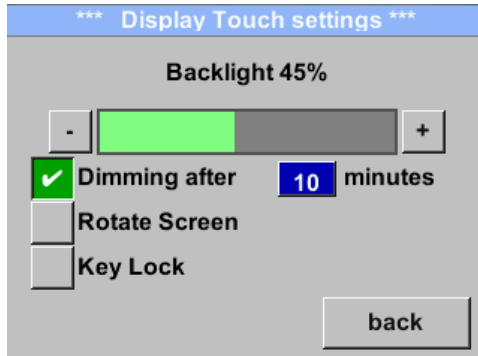 *** Display Touch settings ***
Backlight 45%
- +
Dimming after 10 minutes
Rotate Screen
Key Lock
back